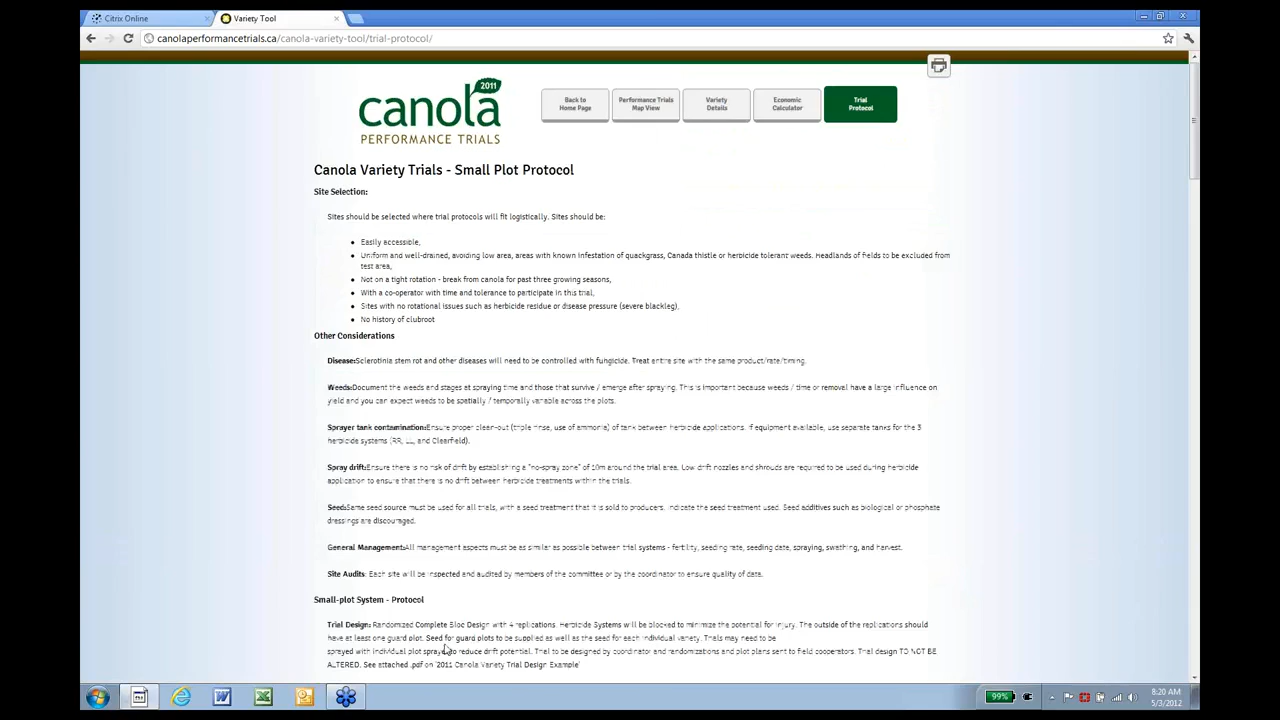 Citrix Online
Variety Tool
canolaperformancetrials.ca/canola-variety-tool/trial-protocol/
2011
canola
PERFORMANCE TRIALS
Back to
Home Page
Performance Trials
Map View
Variety
Details
Economic
Calculator
Trial
Protocol
Canola Variety Trials - Small Plot Protocol
Site Selection:
Sites should be selected where trial protocols will fit logistically. Sites should be:
• Easily accessible,
• Uniform and well-drained, avoiding low area, areas with known infestation of quackgrass, Canada thistle or herbicide tolerant weeds. Headlands of fields to be excluded from
test area,
• Not on a tight rotation - break from canola for past three growing seasons,
• With a co-operator with time and tolerance to participate in this trial,
• Sites with no rotational issues such as herbicide residue or disease pressure (severe blackleg),
• No history of clubroot
Other Considerations
Disease:Sclerotinia stem rot and other diseases will need to be controlled with fungicide. Treat entire site with the same product/rate/timing.
Weeds:Document the weeds and stages at spraying time and those that survive / emerge after spraying. This is important because weeds / time or removal have a large influence on
yield and you can expect weeds to be spatially / temporally variable across the plots.
Sprayer tank contamination:Ensure proper clean-out (triple rinse, use of ammonia) of tank between herbicide applications. If equipment available, use separate tanks for the 3
herbicide systems (RR, LL, and Clearfield).
Spray drift:Ensure there is no risk of drift by establishing a "no-spray zone" of 10m around the trial area. Low drift nozzles and shrouds are required to be used during herbicide
application to ensure that there is no drift between herbicide treatments within the trials.
Seed:Same seed source must be used for all trials, with a seed treatment that it is sold to producers. Indicate the seed treatment used. Seed additives such as biological or phosphate
dressings are discouraged.
General Management:All management aspects must be as similar as possible between trial systems - fertility, seeding rate, seeding date, spraying, swathing, and harvest.
Site Audits: Each site will be inspected and audited by members of the committee or by the coordinator to ensure quality of data.
Small-plot System - Protocol
Trial Design: Randomized Complete Bloc Design with 4 replications. Herbicide Systems will be blocked to minimize the potential for injury. The outside of the replications should
have at least one guard plot. Seed for guard plots to be supplied as well as the seed for each individual variety. Trials may need to be
sprayed with individual plot sprayer to reduce drift potential. Trial to be designed by coordinator and randomizations and plot plans sent to field cooperators. Trial design TO NOT BE
ALTERED. See attached .pdf on '2011 Canola Variety Trial Design Example'
99%
8:20 AM
5/3/2012